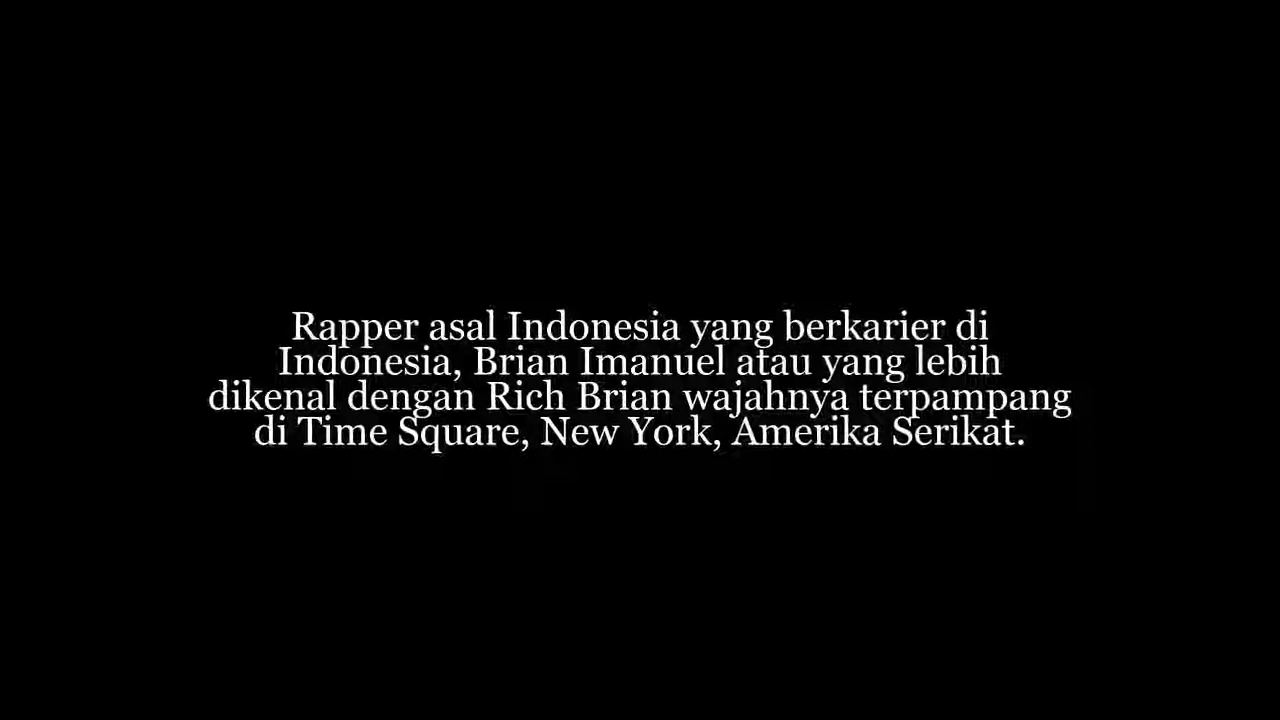 Rapper asal Indonesia yang berkarier di
Indonesia, Brian Imanuel atau yang lebih
dikenal dengan Rich Brian wajahnya terpampang
di Time Square, New York, Amerika Serikat.